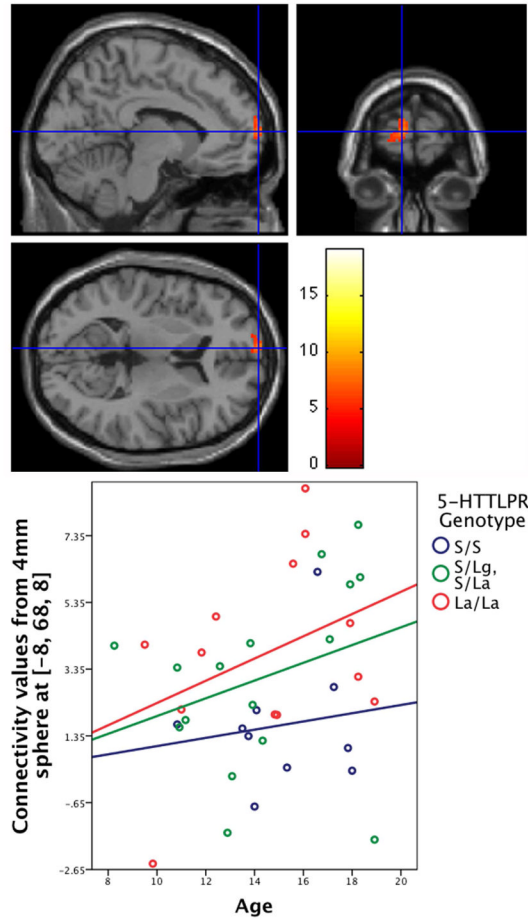 15
10
5
0
5-HTTLPR
Genotype
S/S
S/Lg,
S/La
La/La
Connectivity values from 4mm
sphere at [-8, 68, 8]
7.35
5.35
3.35
1.35
-.65
-2.65
8 10 12 14 16 18 20
Age